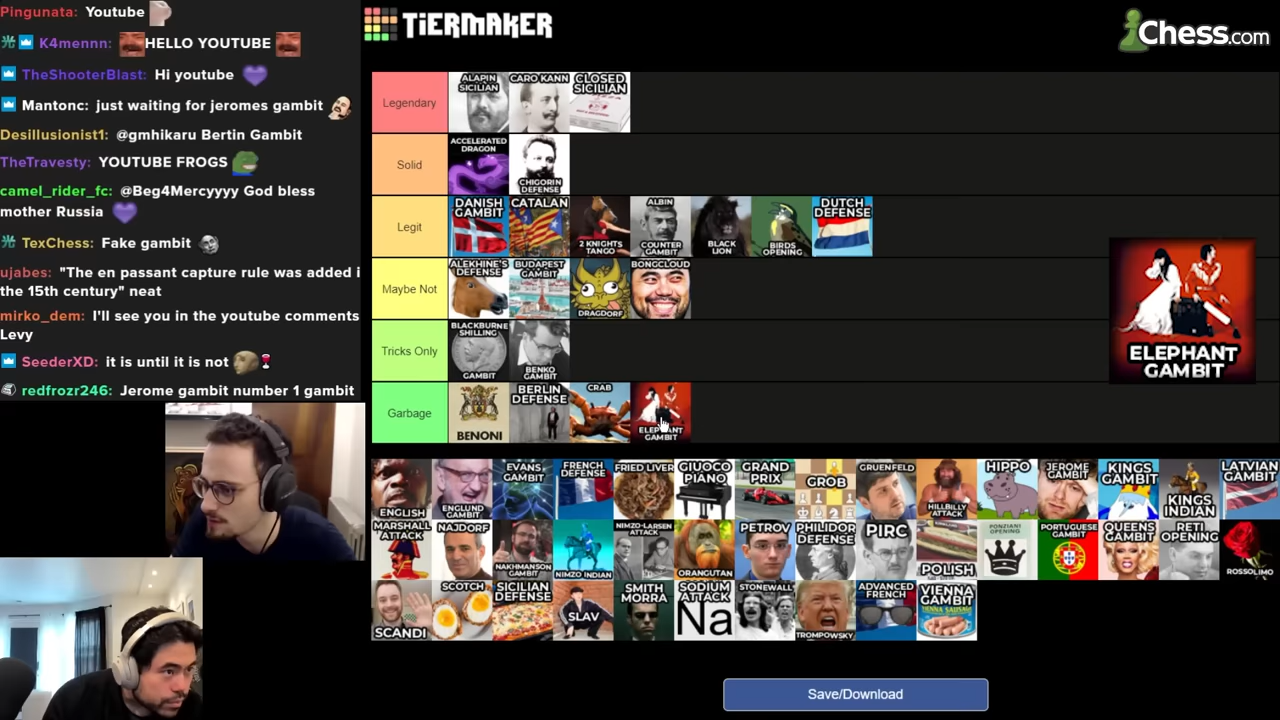 Pingunata: Youtube
K4mennn: HELLO YOUTUBE
TheShooterBlast: Hi youtube
Mantonc: just waiting for jeromes gambit
Desillusionist1: @gmhikaru Bertin Gambit
TheTravesty: YOUTUBE FROGS
camel_rider_fc: @Beg4Mercyyyy God bless
mother Russia
TexChess: Fake gambit
ujabes: "The en passant capture rule was added i
the 15th century" neat
mirko_dem: I'll see you in the youtube comments
Levy
SeederXD: it is until it is not
redfrozr246: Jerome gambit number 1 gambit
TIERMAKER
Chess.com
Legendary
ALAPIN
SICILIAN
CARO KANN
CLOSED
SICILIAN
Solid
ACCELERATED
DRAGON
CHIGORIN
DEFENSE
Legit
DANISH
GAMBIT
CATALAN
2 KNIGHTS
TANGO
ALBIN
COUNTER
GAMBIT
BLACK
LION
BIRDS
OPENING
DUTCH
DEFENSE
Maybe Not
ALEKHINE'S
DEFENSE
BUDAPEST
GAMBIT
DRAGDORF
BONGCLOUD
Tricks Only
BLACKBURNE
SHILLING
GAMBIT
BENKO
GAMBIT
Garbage
BENONI
BERLIN
DEFENSE
CRAB
ELEPHANT
GAMBIT
ELEPHANT
GAMBIT
ENGLISH
ENGLUND
GAMBIT
EVANS
GAMBIT
FRENCH
DEFENSE
FRIED LIVER
GIUOCO
PIANO
GRAND
PRIX
GROB
GRUENFELD
HILLBILLY
ATTACK
HIPPO
JEROME
GAMBIT
KINGS
GAMBIT
KINGS
INDIAN
LATVIAN
GAMBIT
MARSHALL
ATTACK
NAJDORF
NAKHMANSON
GAMBIT
NIMZO INDIAN
NIMZO-LARSEN
ATTACK
ORANGUTAN
PETROV
PHILIDOR
DEFENSE
PIRC
POLISH
PONZIANI
OPENING
PORTUGUESE
GAMBIT
QUEENS
GAMBIT
RETI
OPENING
ROSSOLIMO
SCANDI
SCOTCH
SICILIAN
DEFENSE
SLAV
SMITH
MORRA
SODIUM
ATTACK
Na
STONEWALL
TROMPOWSKY
ADVANCED
FRENCH
VIENNA
GAMBIT
VIENNA SAUSAGE
Save/Download